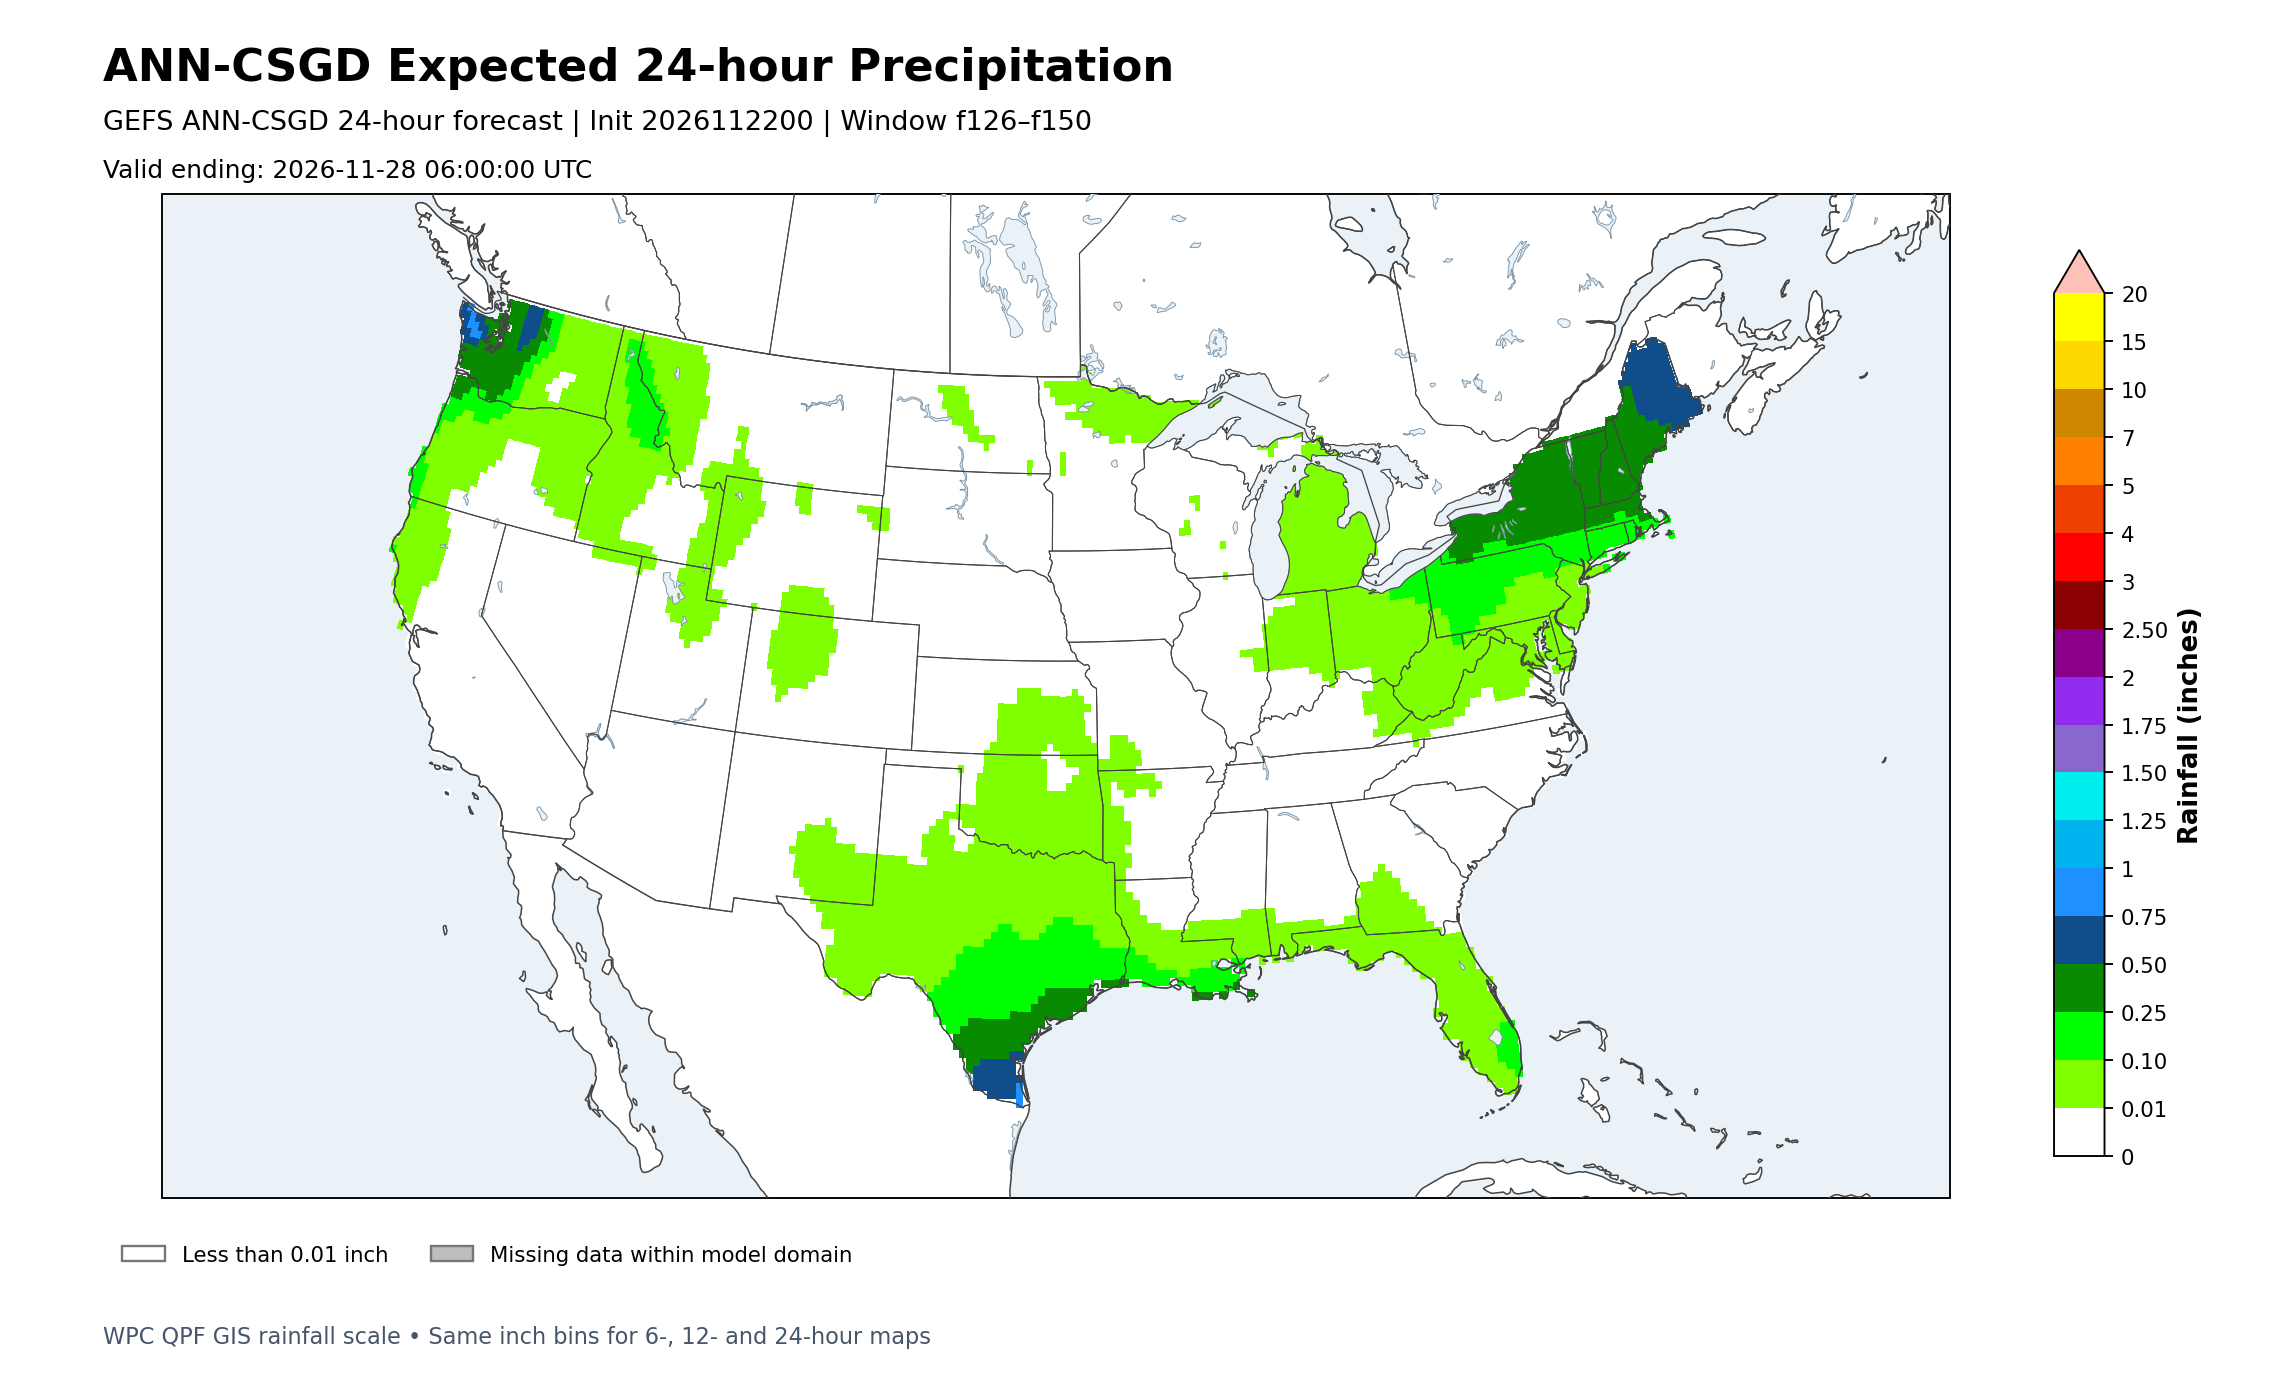 ANN-CSGD Expected 24-hour Precipitation
GEFS ANN-CSGD 24-hour forecast | Init 2026112200 | Window f126–f150
Valid ending: 2026-11-28 06:00:00 UTC
20
15
10
7
5
4
3
2.50
2
1.75
1.50
1.25
1
0.75
0.50
0.25
0.10
0.01
0
Rainfall (inches)
Less than 0.01 inch
Missing data within model domain
WPC QPF GIS rainfall scale • Same inch bins for 6-, 12- and 24-hour maps